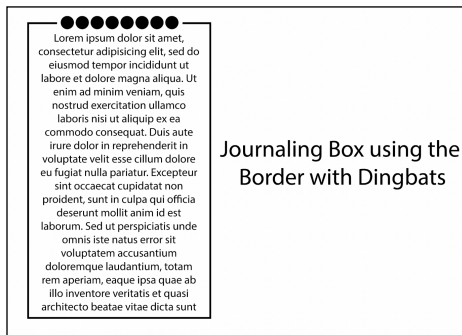 Lorem ipsum dolor sit amet,
consectetur adipisicing elit, sed do
eiusmod tempor incididunt ut
labore et dolore magna aliqua. Ut
enim ad minim veniam, quis
nostrud exercitation ullamco
laboris nisi ut aliquip ex ea
commodo consequat. Duis aute
irure dolor in reprehenderit in
voluptate velit esse cillum dolore
eu fugiat nulla pariatur. Excepteur
sint occaecat cupidatat non
proident, sunt in culpa qui officia
deserunt mollit anim id est
laborum. Sed ut perspiciatis unde
omnis iste natus error sit
voluptatem accusantium
doloremque laudantium, totam
rem aperiam, eaque ipsa quae ab
illo inventore veritatis et quasi
architecto beatae vitae dicta sunt
Journaling Box using the
Border with Dingbats